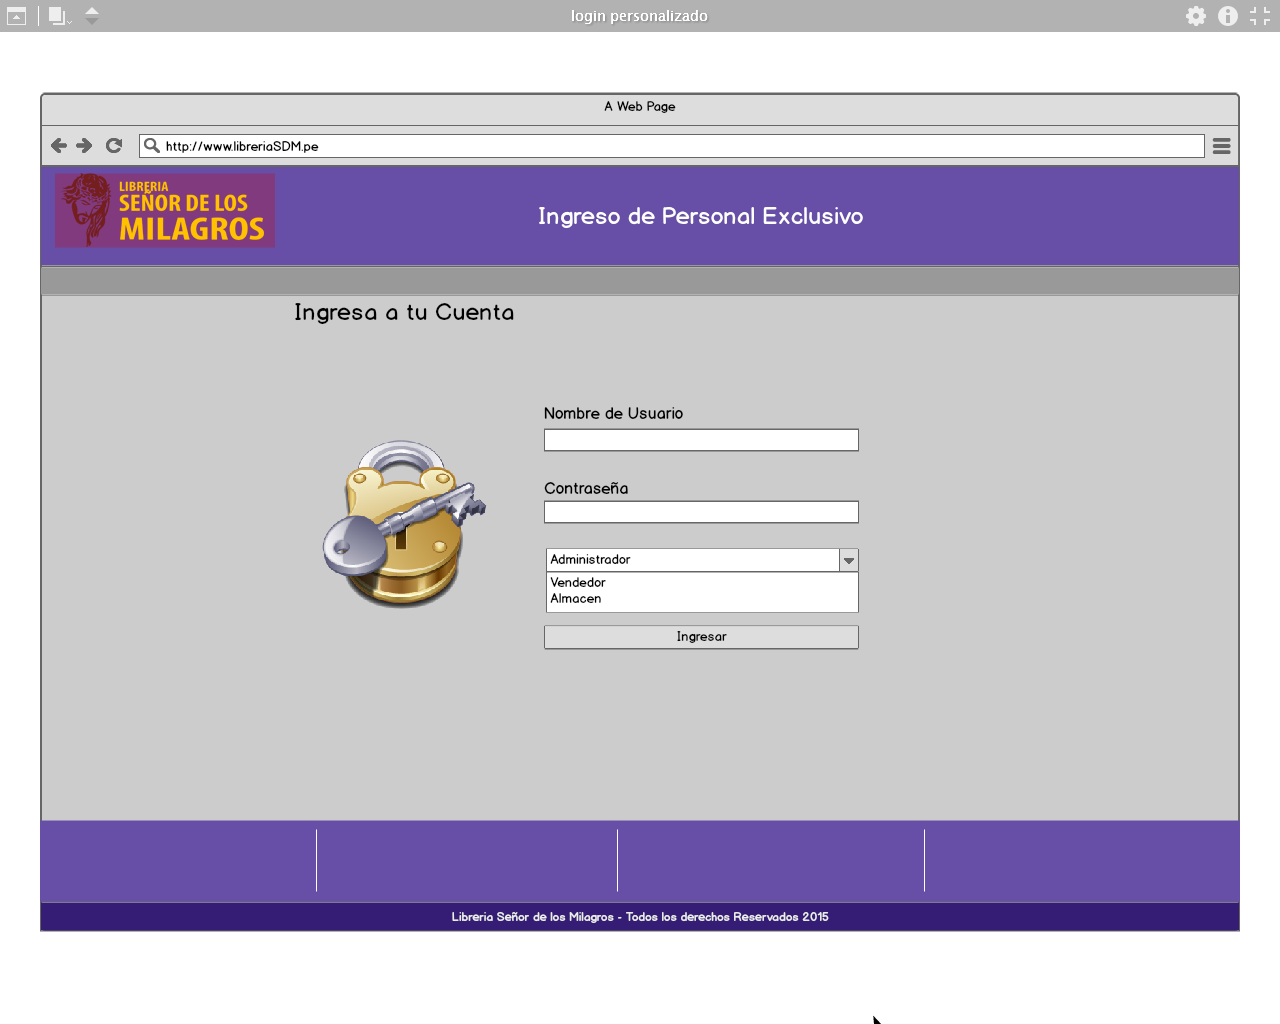 login personalizado
A Web Page
http://www.libreriaSDM.pe
LIBRERIA
SEÑOR DE LOS
MILAGROS
Ingreso de Personal Exclusivo
Ingresa a tu Cuenta
Nombre de Usuario
Contraseña
Administrador
Vendedor
Almacen
Ingresar
Libreria Señor de los Milagros - Todos los derechos Reservados 2015